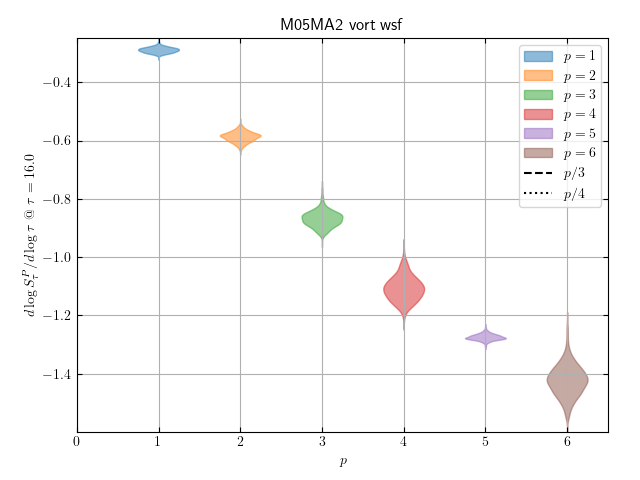 M05MA2 vort wsf
d log S_τ^P / d log τ @ τ = 16.0
−0.4
−0.6
−0.8
−1.0
−1.2
−1.4
0 1 2 3 4 5 6
p
p = 1
p = 2
p = 3
p = 4
p = 5
p = 6
p/3
p/4